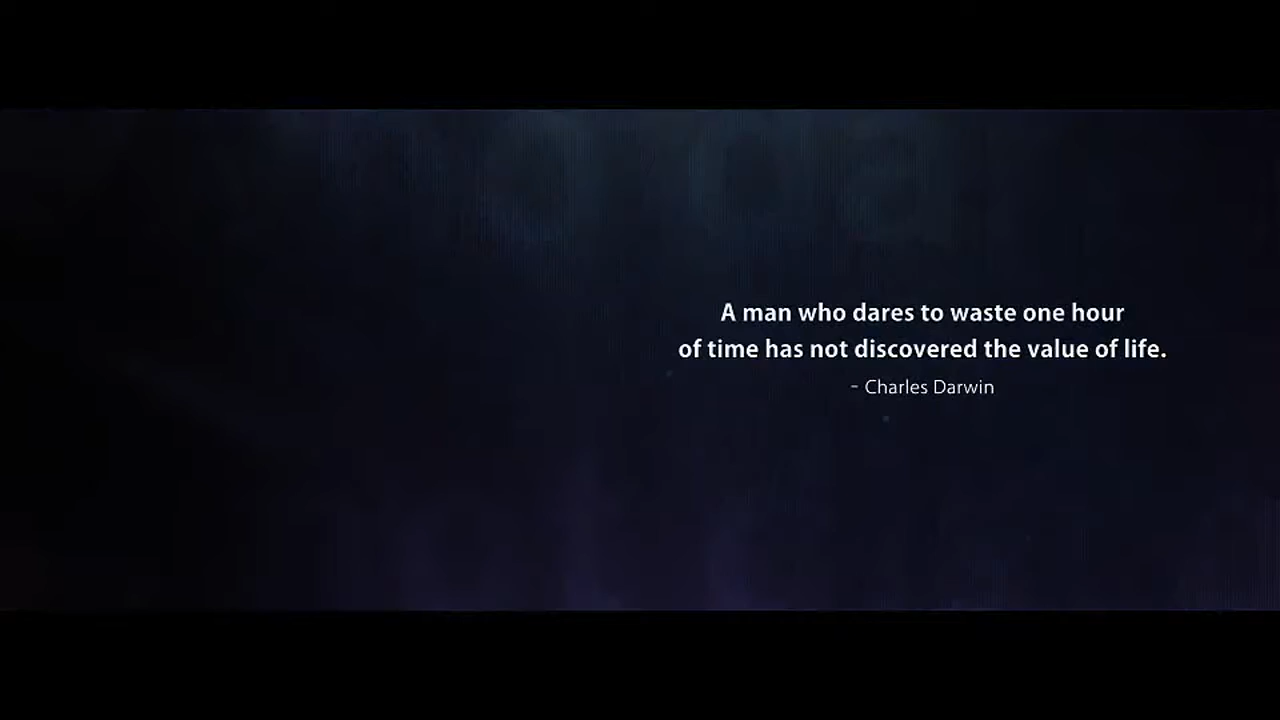 A man who dares to waste one hour
of time has not discovered the value of life.
- Charles Darwin